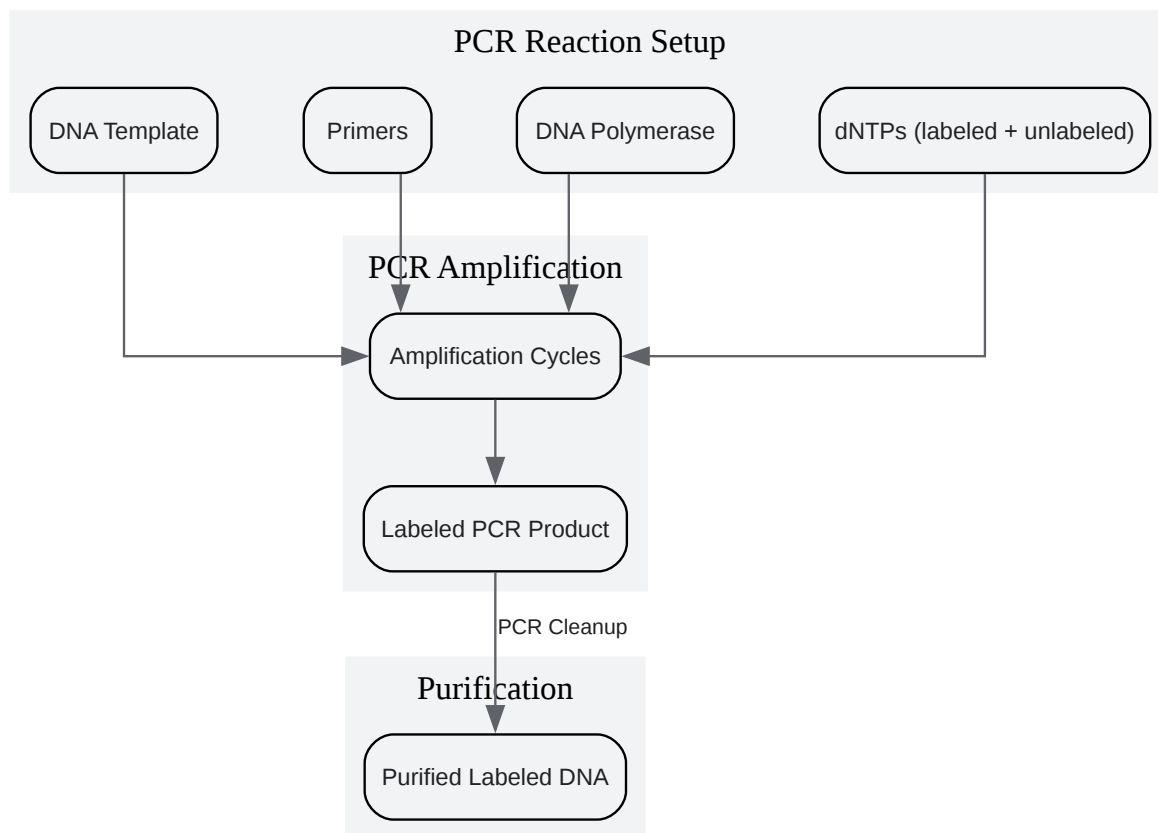 PCR Reaction Setup
DNA Template
Primers
DNA Polymerase
dNTPs (labeled + unlabeled)
PCR Amplification
Amplification Cycles
Labeled PCR Product
PCR Cleanup
Purification
Purified Labeled DNA